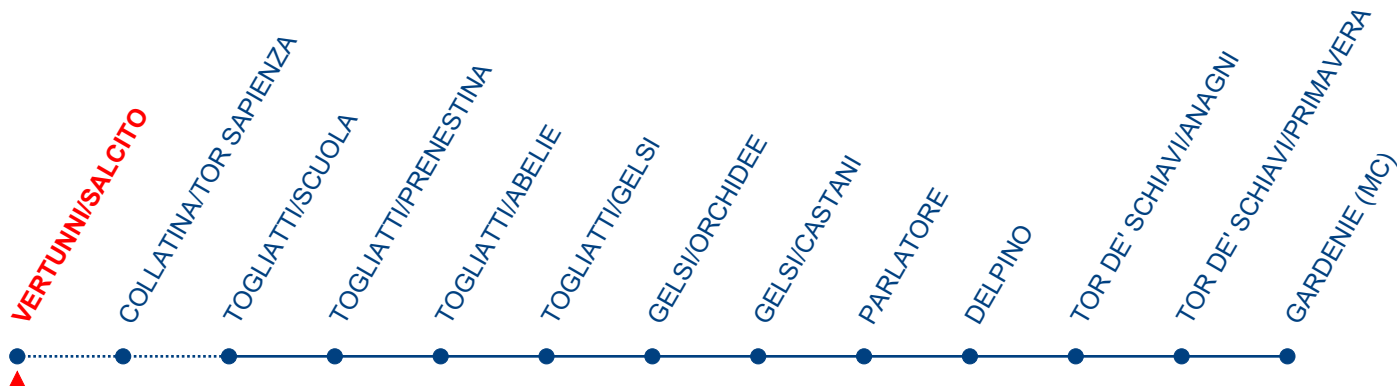 VERTUNNI/SALCITO
COLLATINA/TOR SAPIENZA
TOGLIATTI/SCUOLA
TOGLIATTI/PRENESTINA
TOGLIATTI/ABELIE
TOGLIATTI/GELSI
GELSI/ORCHIDEE
GELSI/CASTANI
PARLATORE
DELPINO
TOR DE' SCHIAVI/ANAGNI
TOR DE' SCHIAVI/PRIMAVERA
GARDENIE (MC)